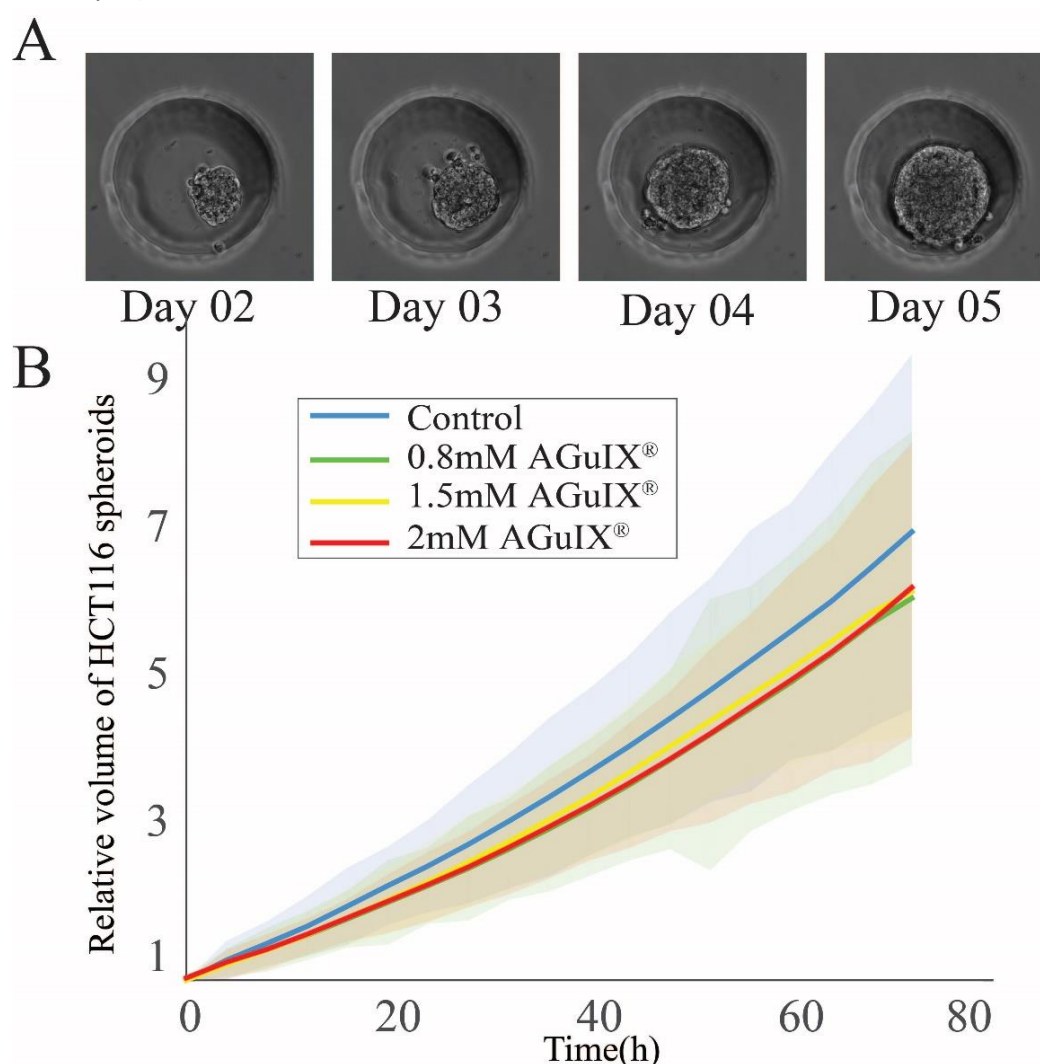 A
Day 02
Day 03
Day 04
Day 05
B
Relative volume of HCT116 spheroids
9
7
5
3
1
Control
0.8mM AGuIX®
1.5mM AGuIX®
2mM AGuIX®
0
20
40
60
80
Time(h)